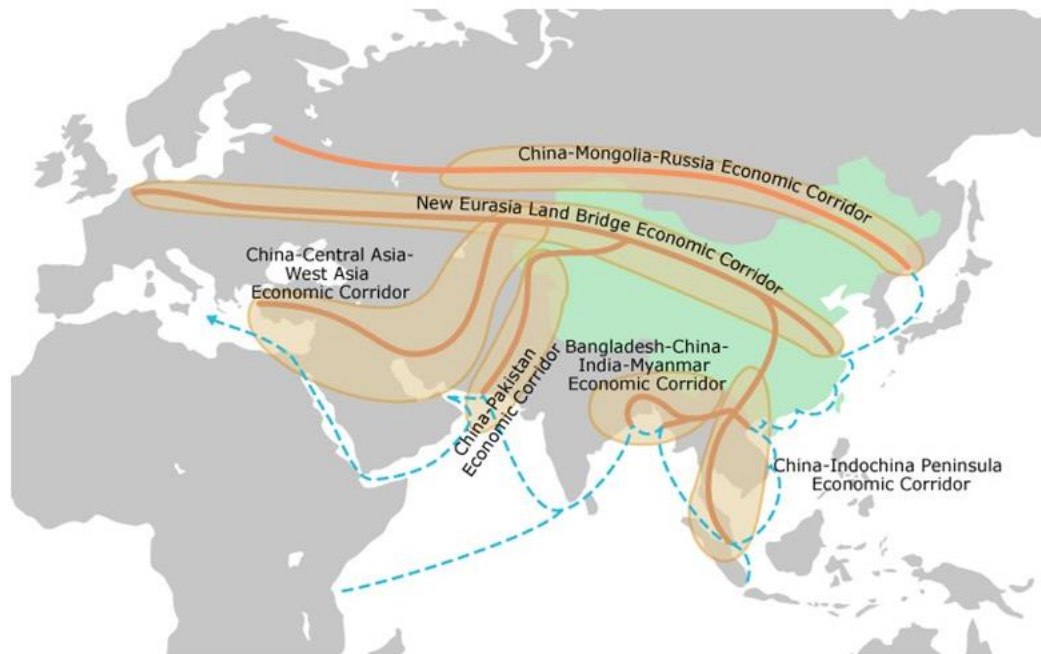 China-Mongolia-Russia Economic Corridor
New Eurasia Land Bridge Economic Corridor
China-Central Asia-
West Asia
Economic Corridor
Bangladesh-China-
India-Myanmar
Economic Corridor
China-Pakistan
Economic Corridor
China-Indochina Peninsula
Economic Corridor